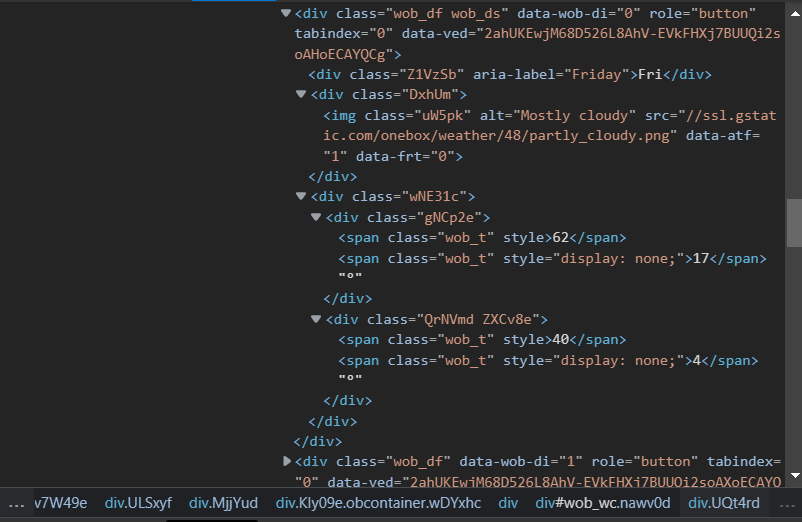 <div class="wob_df wob_ds" data-wob-di="0" role="button"
tabindex="0" data-ved="2ahUKEwjM68D526L8AhV-EVkFHXj7BUUQi2s
oAHoECAYQCg">
<div class="Z1VzSb" aria-label="Friday">Fri</div>
<div class="DxhUm">
<img class="uW5pk" alt="Mostly cloudy" src="//ssl.gstat
ic.com/onebox/weather/48/partly_cloudy.png" data-atf=
"1" data-frt="0">
</div>
<div class="wNE31c">
<div class="gNCp2e">
<span class="wob_t" style>62</span>
<span class="wob_t" style="display: none;">17</span>
"°"
</div>
<div class="QrNVmd ZXCv8e">
<span class="wob_t" style>40</span>
<span class="wob_t" style="display: none;">4</span>
"°"
</div>
</div>
</div>
<div class="wob_df" data-wob-di="1" role="button" tabindex=
"0" data-ved="2ahUKEwjM68D526L8AhV-EVkFHXj7BUUQi2soAXoECAYQ
... v7W49e div.ULSxyf div.MjjYud div.Kly09e.obcontainer.wDYxhc div div#wob_wc.nawv0d div.UQt4rd ...